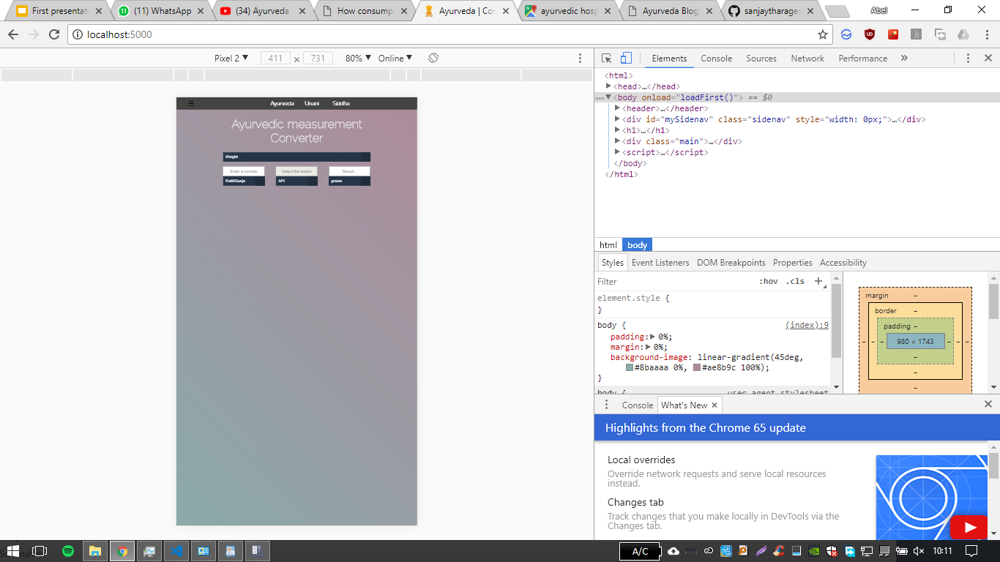 First presentat
(11) WhatsApp
(34) Ayurveda
How consump
Ayurveda | Cor
ayurvedic hosp
Ayurveda Blog
sanjaytharages
Abel
localhost:5000
Pixel 2 ▼ 411 × 731 80% ▼ Online ▼
Elements Console Sources Network Performance »
<html>
▶<head>…</head>
…▼<body onload="loadFirst()"> == $0
▶<header>…</header>
▶<div id="mySidenav" class="sidenav" style="width: 0px;">…</div>
▶<h1>…</h1>
▶<div class="main">…</div>
▶<script>…</script>
</body>
</html>
☰ Ayurveda Unani Siddha
Ayurvedic measurement
Converter
Weight
Enter a number Select the Author Result...
Ratti/Gunja API grams
html body
Styles Event Listeners DOM Breakpoints Properties Accessibility
Filter :hov .cls +
element.style {
}
body { (index):9
padding:▶ 0%;
margin:▶ 0%;
background-image: linear-gradient(45deg,
#8baaaa 0%, #ae8b9c 100%);
}
body { user agent stylesheet
margin –
border –
padding –
– – – 980 × 1743 – – –
–
–
–
Console What's New ×
Highlights from the Chrome 65 update
Local overrides
Override network requests and serve local resources
instead.
Changes tab
Track changes that you make locally in DevTools via the
Changes tab.
A/C
10:11